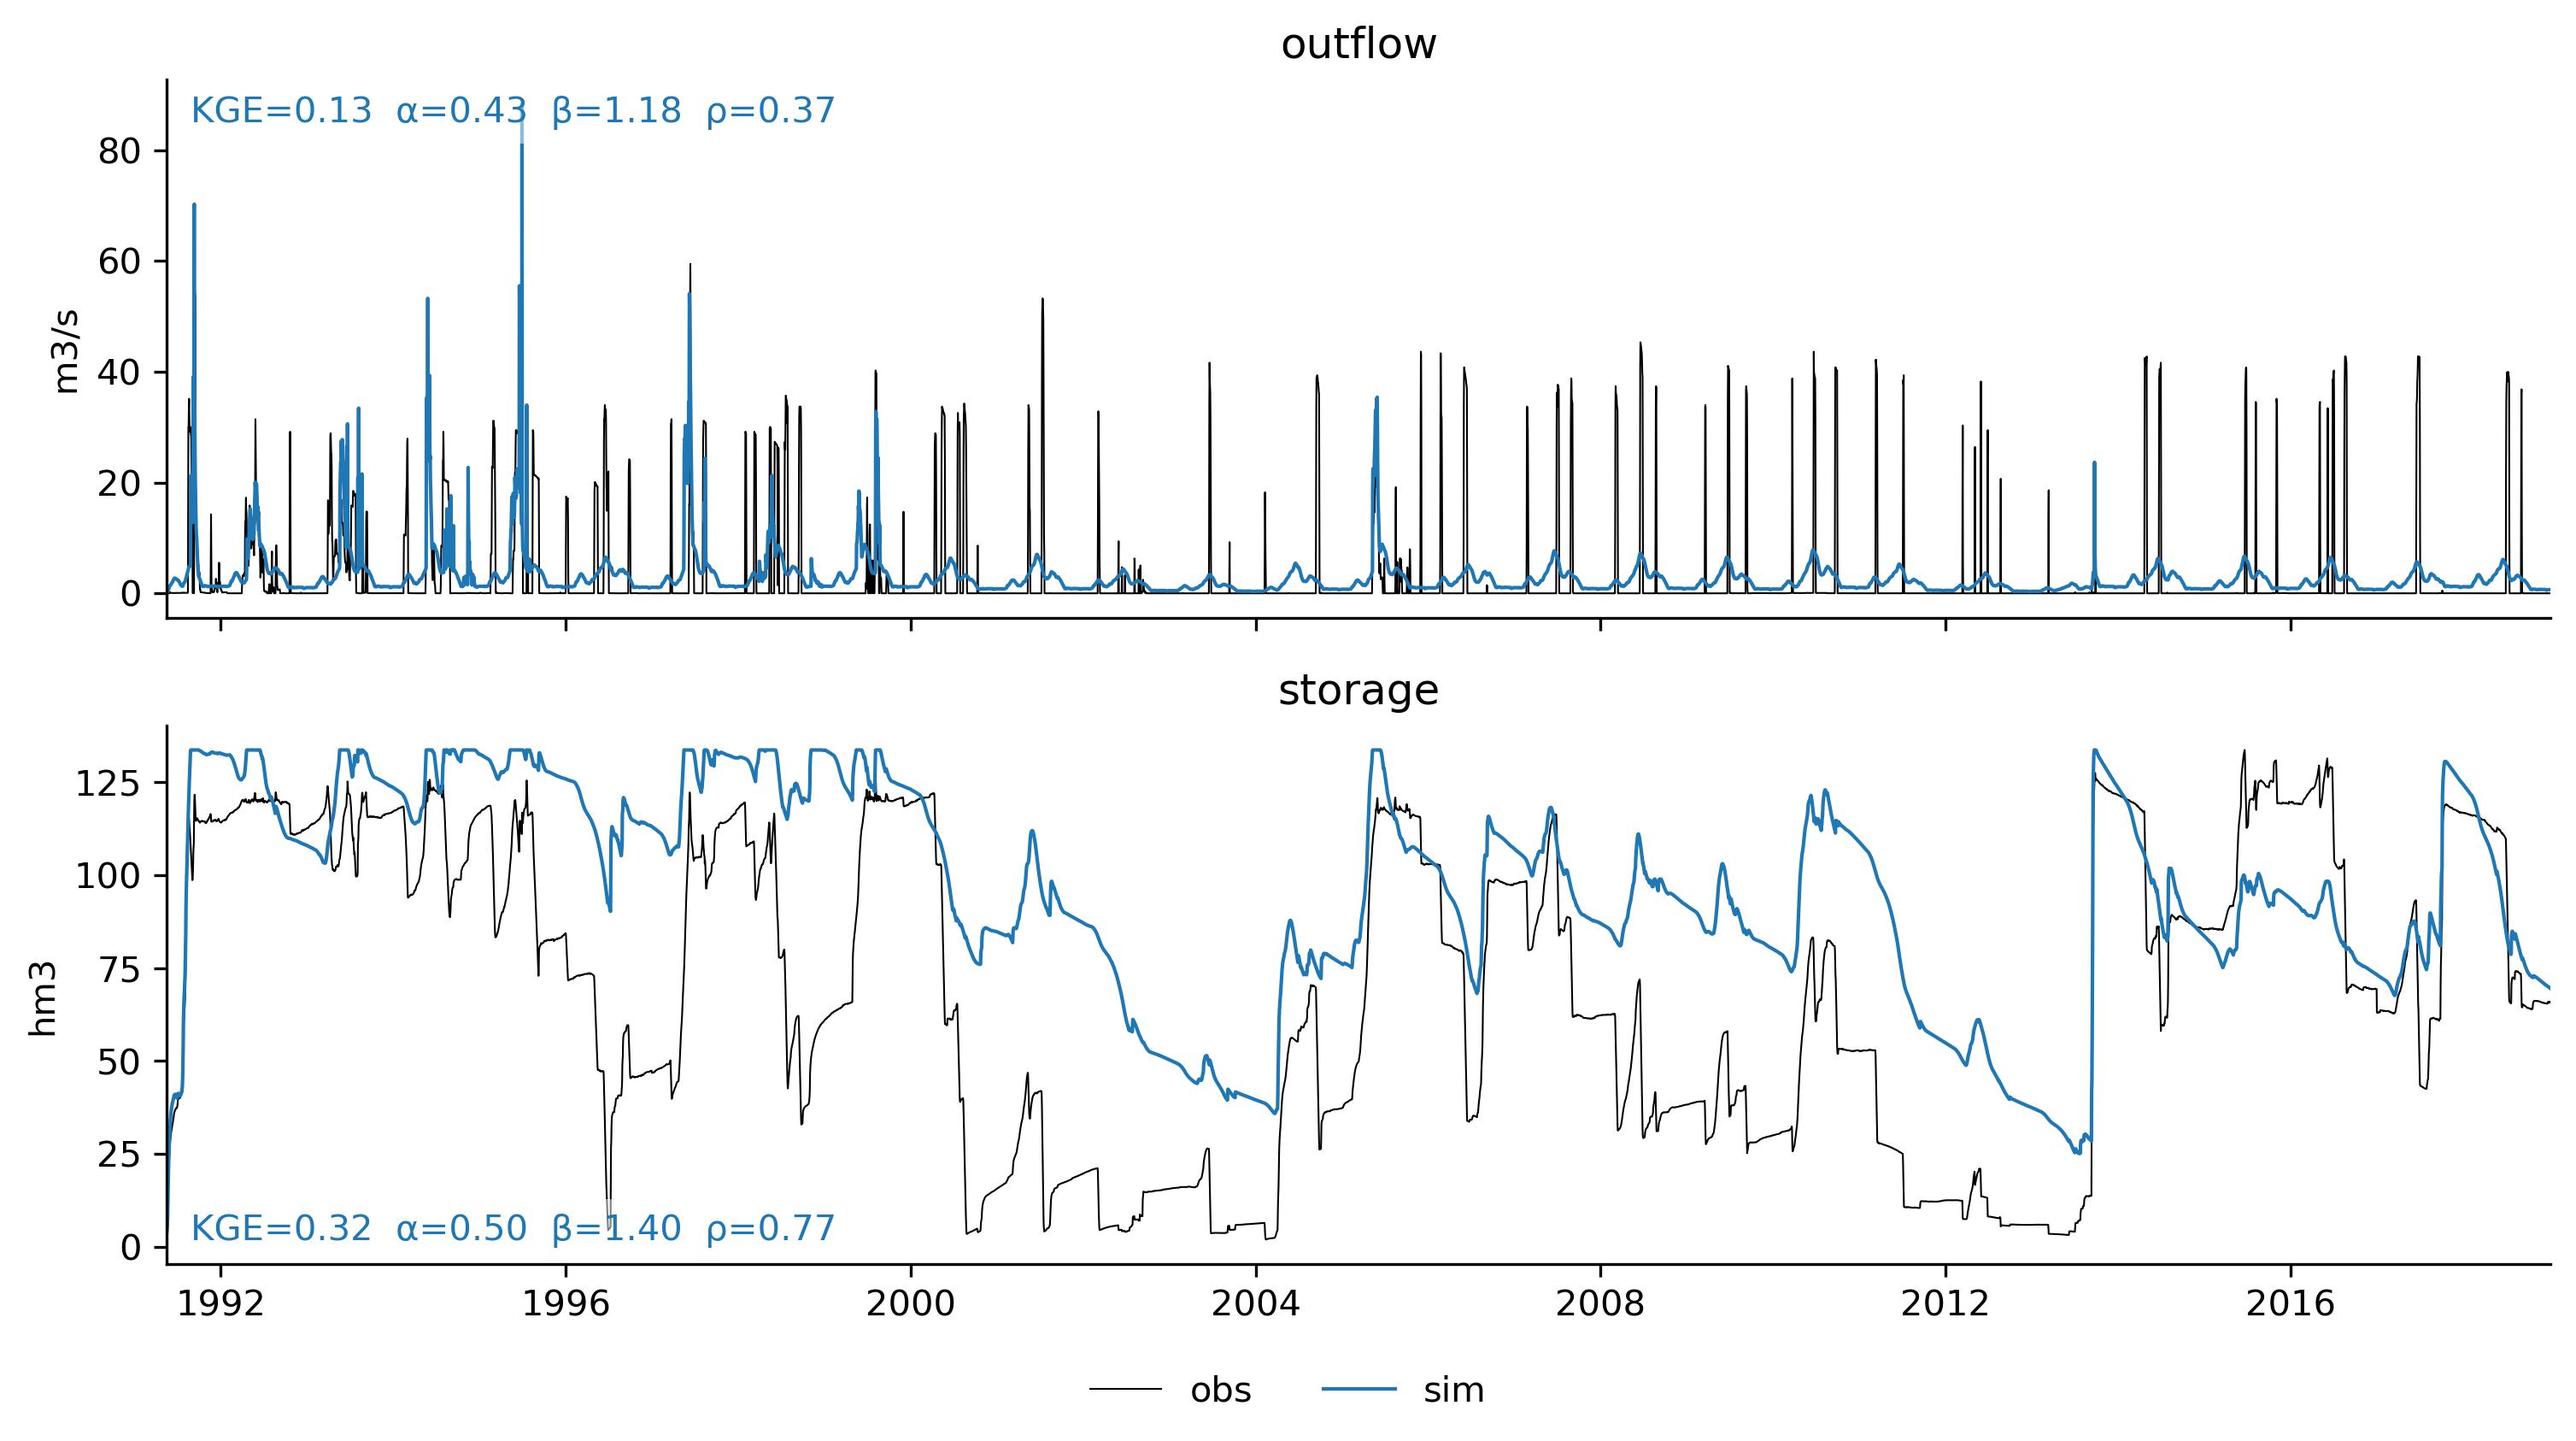 outflow
KGE=0.13 α=0.43 β=1.18 ρ=0.37
80
60
40
20
0
m3/s
storage
125
100
75
50
25
0
hm3
KGE=0.32 α=0.50 β=1.40 ρ=0.77
1992 1996 2000 2004 2008 2012 2016
obs sim